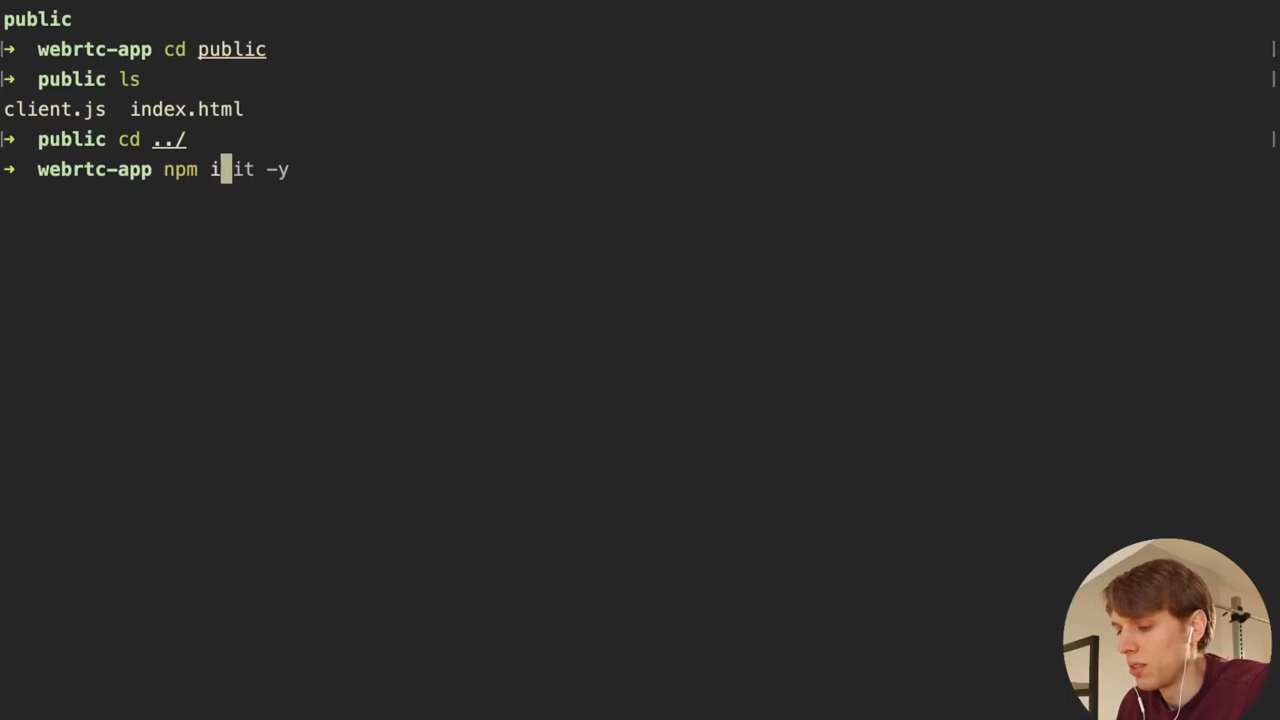 public
➜ webrtc-app cd public
➜ public ls
client.js index.html
➜ public cd ../
➜ webrtc-app npm init -y